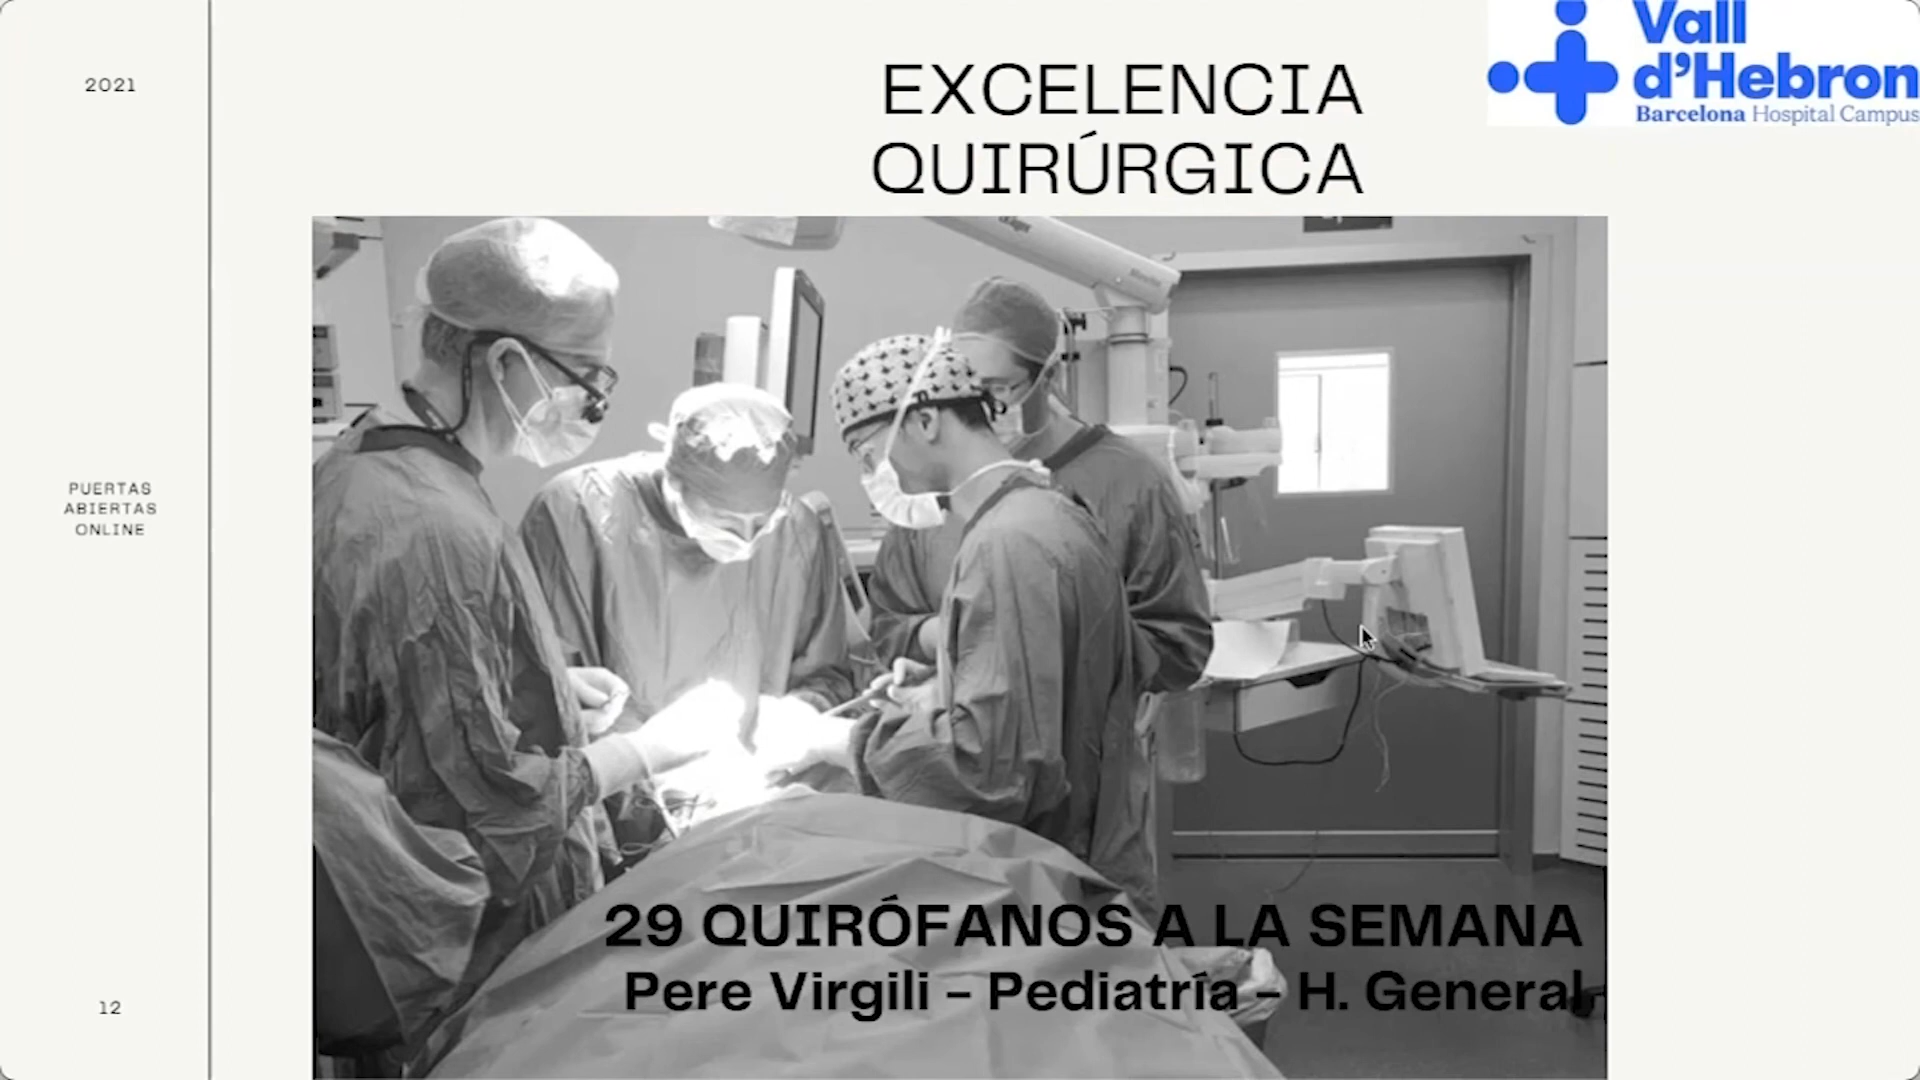 2021
EXCELENCIA
QUIRÚRGICA
Vall
d'Hebron
Barcelona Hospital Campus
PUERTAS
ABIERTAS
ONLINE
29 QUIRÓFANOS A LA SEMANA
Pere Virgili - Pediatría - H. General
12